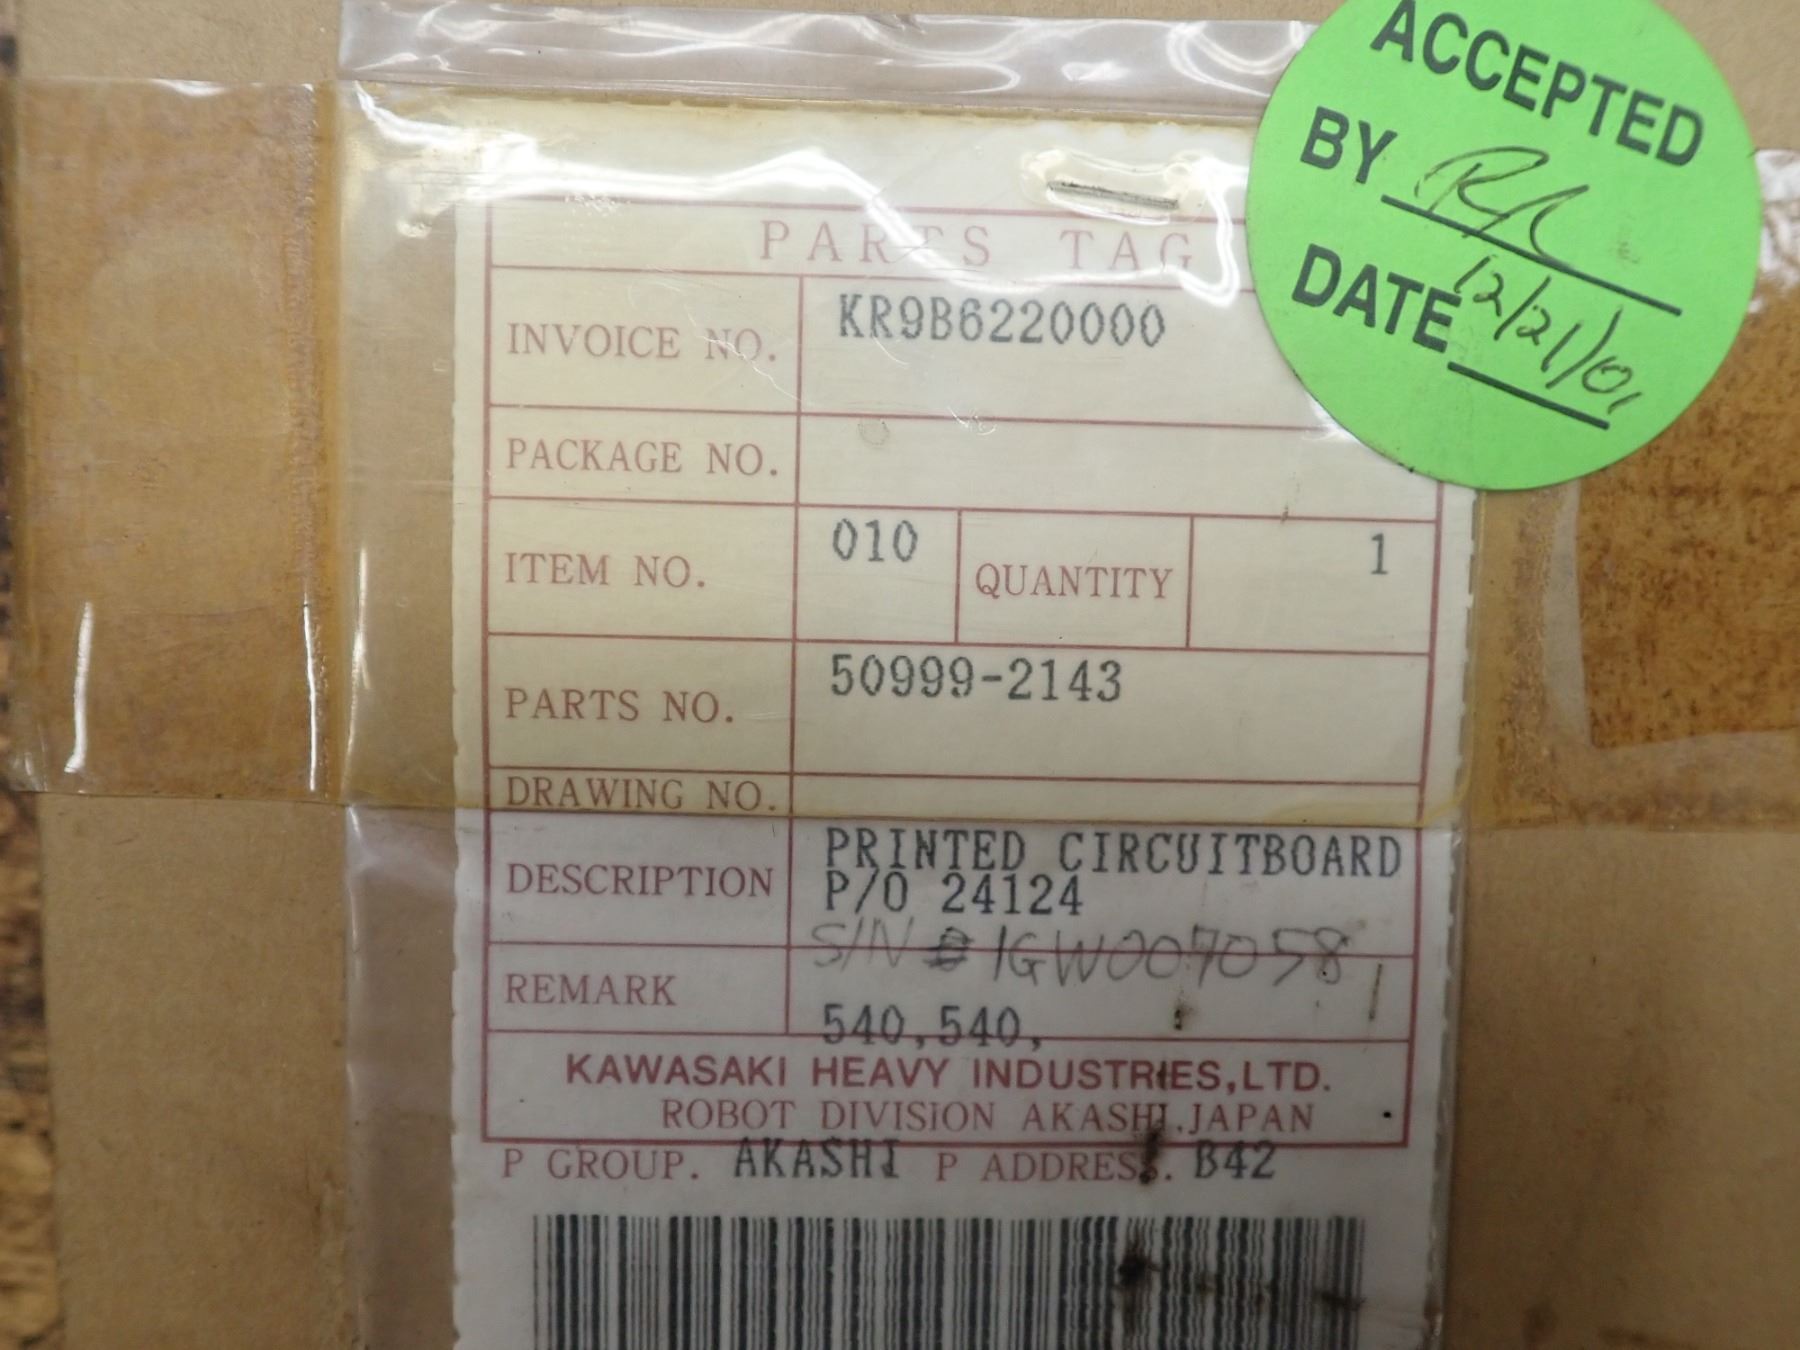 ACCEPTED
BY
DATE 12/21/01
PARTS TAG
INVOICE NO. KR9B6220000
PACKAGE NO.
ITEM NO. 010 QUANTITY 1
PARTS NO. 50999-2143
DRAWING NO.
DESCRIPTION PRINTED CIRCUITBOARD
P/O 24124
S/N 1GW007058
REMARK 540,540,
KAWASAKI HEAVY INDUSTRIES,LTD.
ROBOT DIVISION AKASHI.JAPAN
P GROUP. AKASHI P ADDRESS. B42